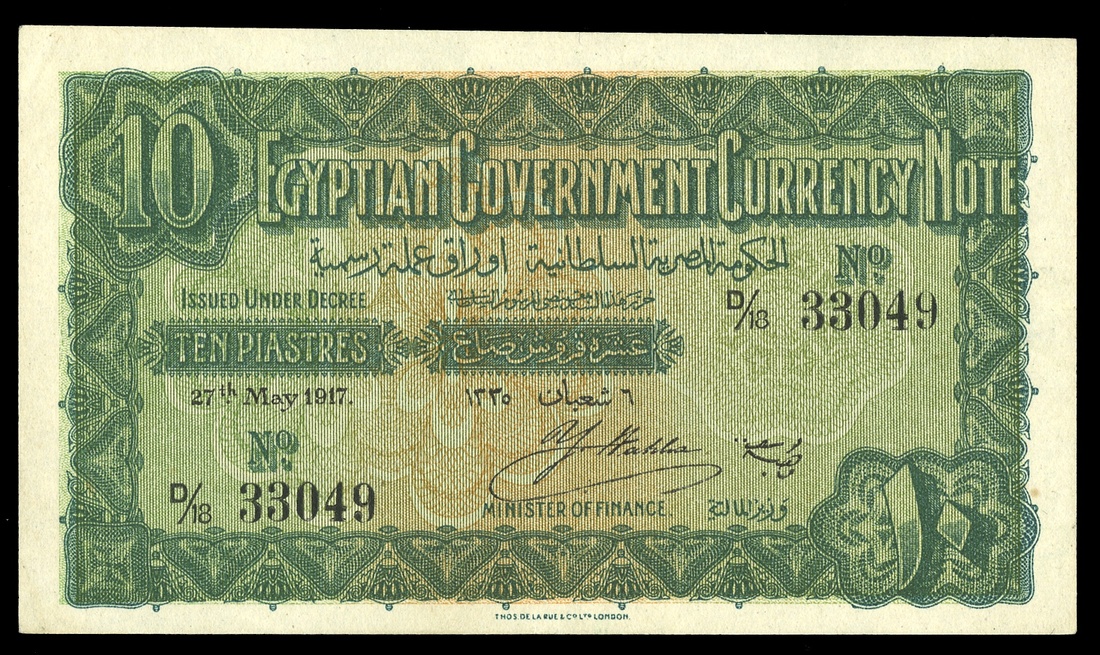 10
EGYPTIAN GOVERNMENT CURRENCY NOTE
الحكومة المصرية السلطانية اوراق عملة رسمية
Nº
D/18 33049
ISSUED UNDER DECREE
TEN PIASTRES
عشرة قروش صاغ
27th May 1917.
٦ شعبان ١٣٣٥
Nº
D/18 33049
Y. Wahba
MINISTER OF FINANCE
وزير المالية
١٠
THOS. DE LA RUE & Cº LTD LONDON.